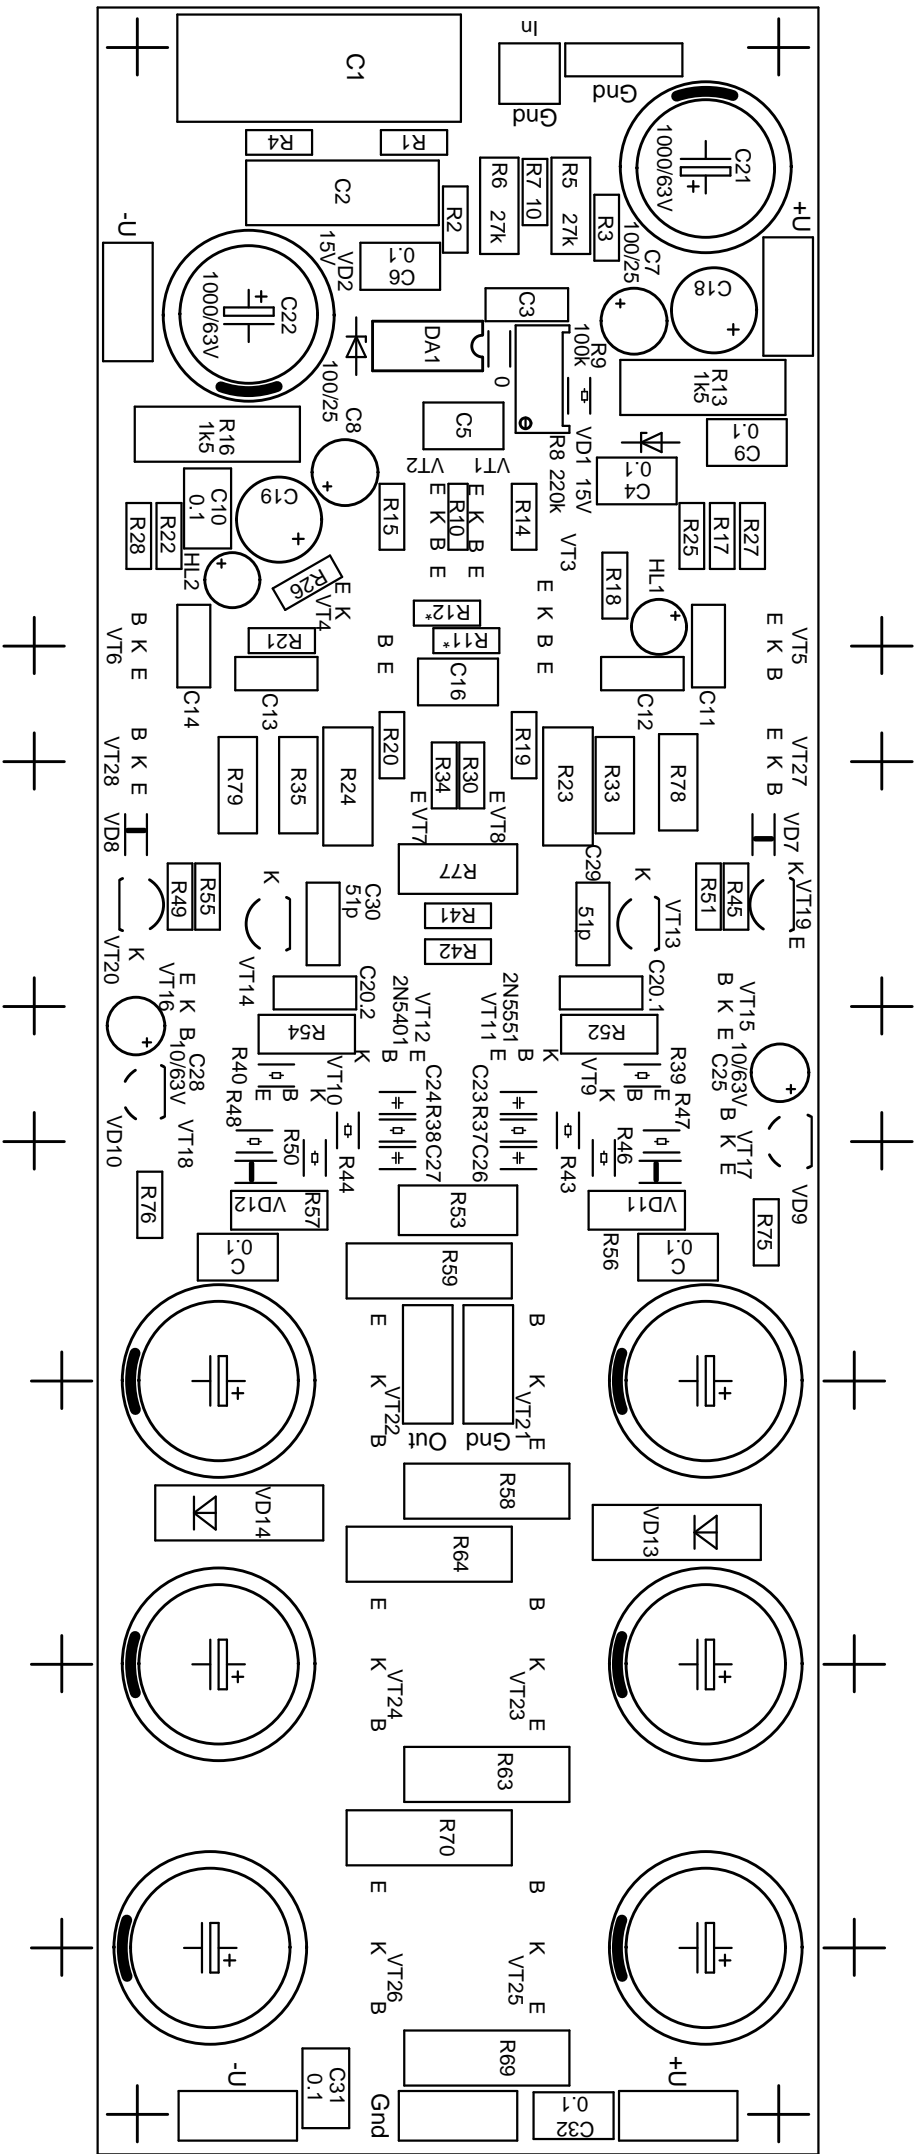 In
C1
Gnd
Gnd
R4
R1
C21
1000/63V
+
C2
R6 27k
R7 10
R5 27k
R2
R3
-U
+U
VD2
15V
C6
0.1
C7
100/25
C18
+
+
C22
1000/63V
+
C3
DA1
0
R9
100k
R13
1k5
100/25
C8
R16
1k5
C5
VD1 15V
R8 220k
C9
0.1
C4
0.1
VT2
VT1
C10
0.1
C19
+
+
R28
R22
R15
E K B E
R10
E K B E
R14
VT3
R25
R17
R27
HL2
+
R26
E K
VT4
R12*
R18
HL1
+
B K E
VT6
R21
B E
R11*
E K B E
E K B
VT5
C14
C13
C16
C12
C11
B K E
VT28
R79
R35
R24
R20
R34
R30
R19
R23
R33
R78
E K B
VT27
VD8
E
VT7
E
VT8
VD7
R77
C29
R49
R55
K
C30
51p
R41
51p
K
VT13
R51
R45
K
VT19
E
VT20
K
VT14
R42
E K B
VT16
C20.2
VT12
2N5401
2N5551
VT11
C20.1
B K E
VT15
+
C28
10/63V
R54
K B E
E B K
R52
10/63V
C25
+
R40
E B K
VT10
C24
R38
C27
C23
R37
C26
VT9
K B E
R39
R48
R47
VD10
VT18
R50
R44
R43
R46
B K E
VT17
VD9
R76
VD12
R57
R53
R56
VD11
R75
C
0.1
R59
C
0.1
E K B
VT22
Out
Gnd
B K E
VT21
+
+
VD14
R58
VD13
R64
E K B
VT24
B K E
VT23
+
+
R63
R70
E K B
VT26
B K E
VT25
+
+
R69
-U
C31
0.1
Gnd
C32
0.1
+U